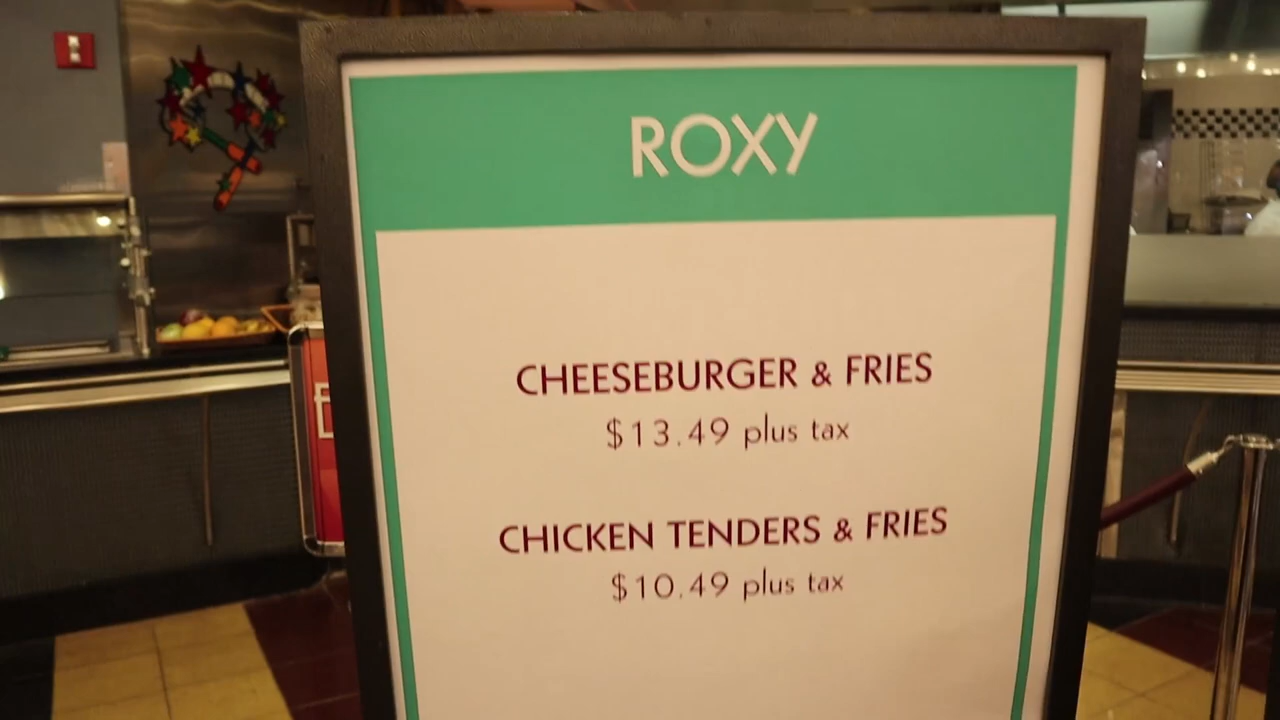 ROXY
CHEESEBURGER & FRIES
$13.49 plus tax
CHICKEN TENDERS & FRIES
$10.49 plus tax